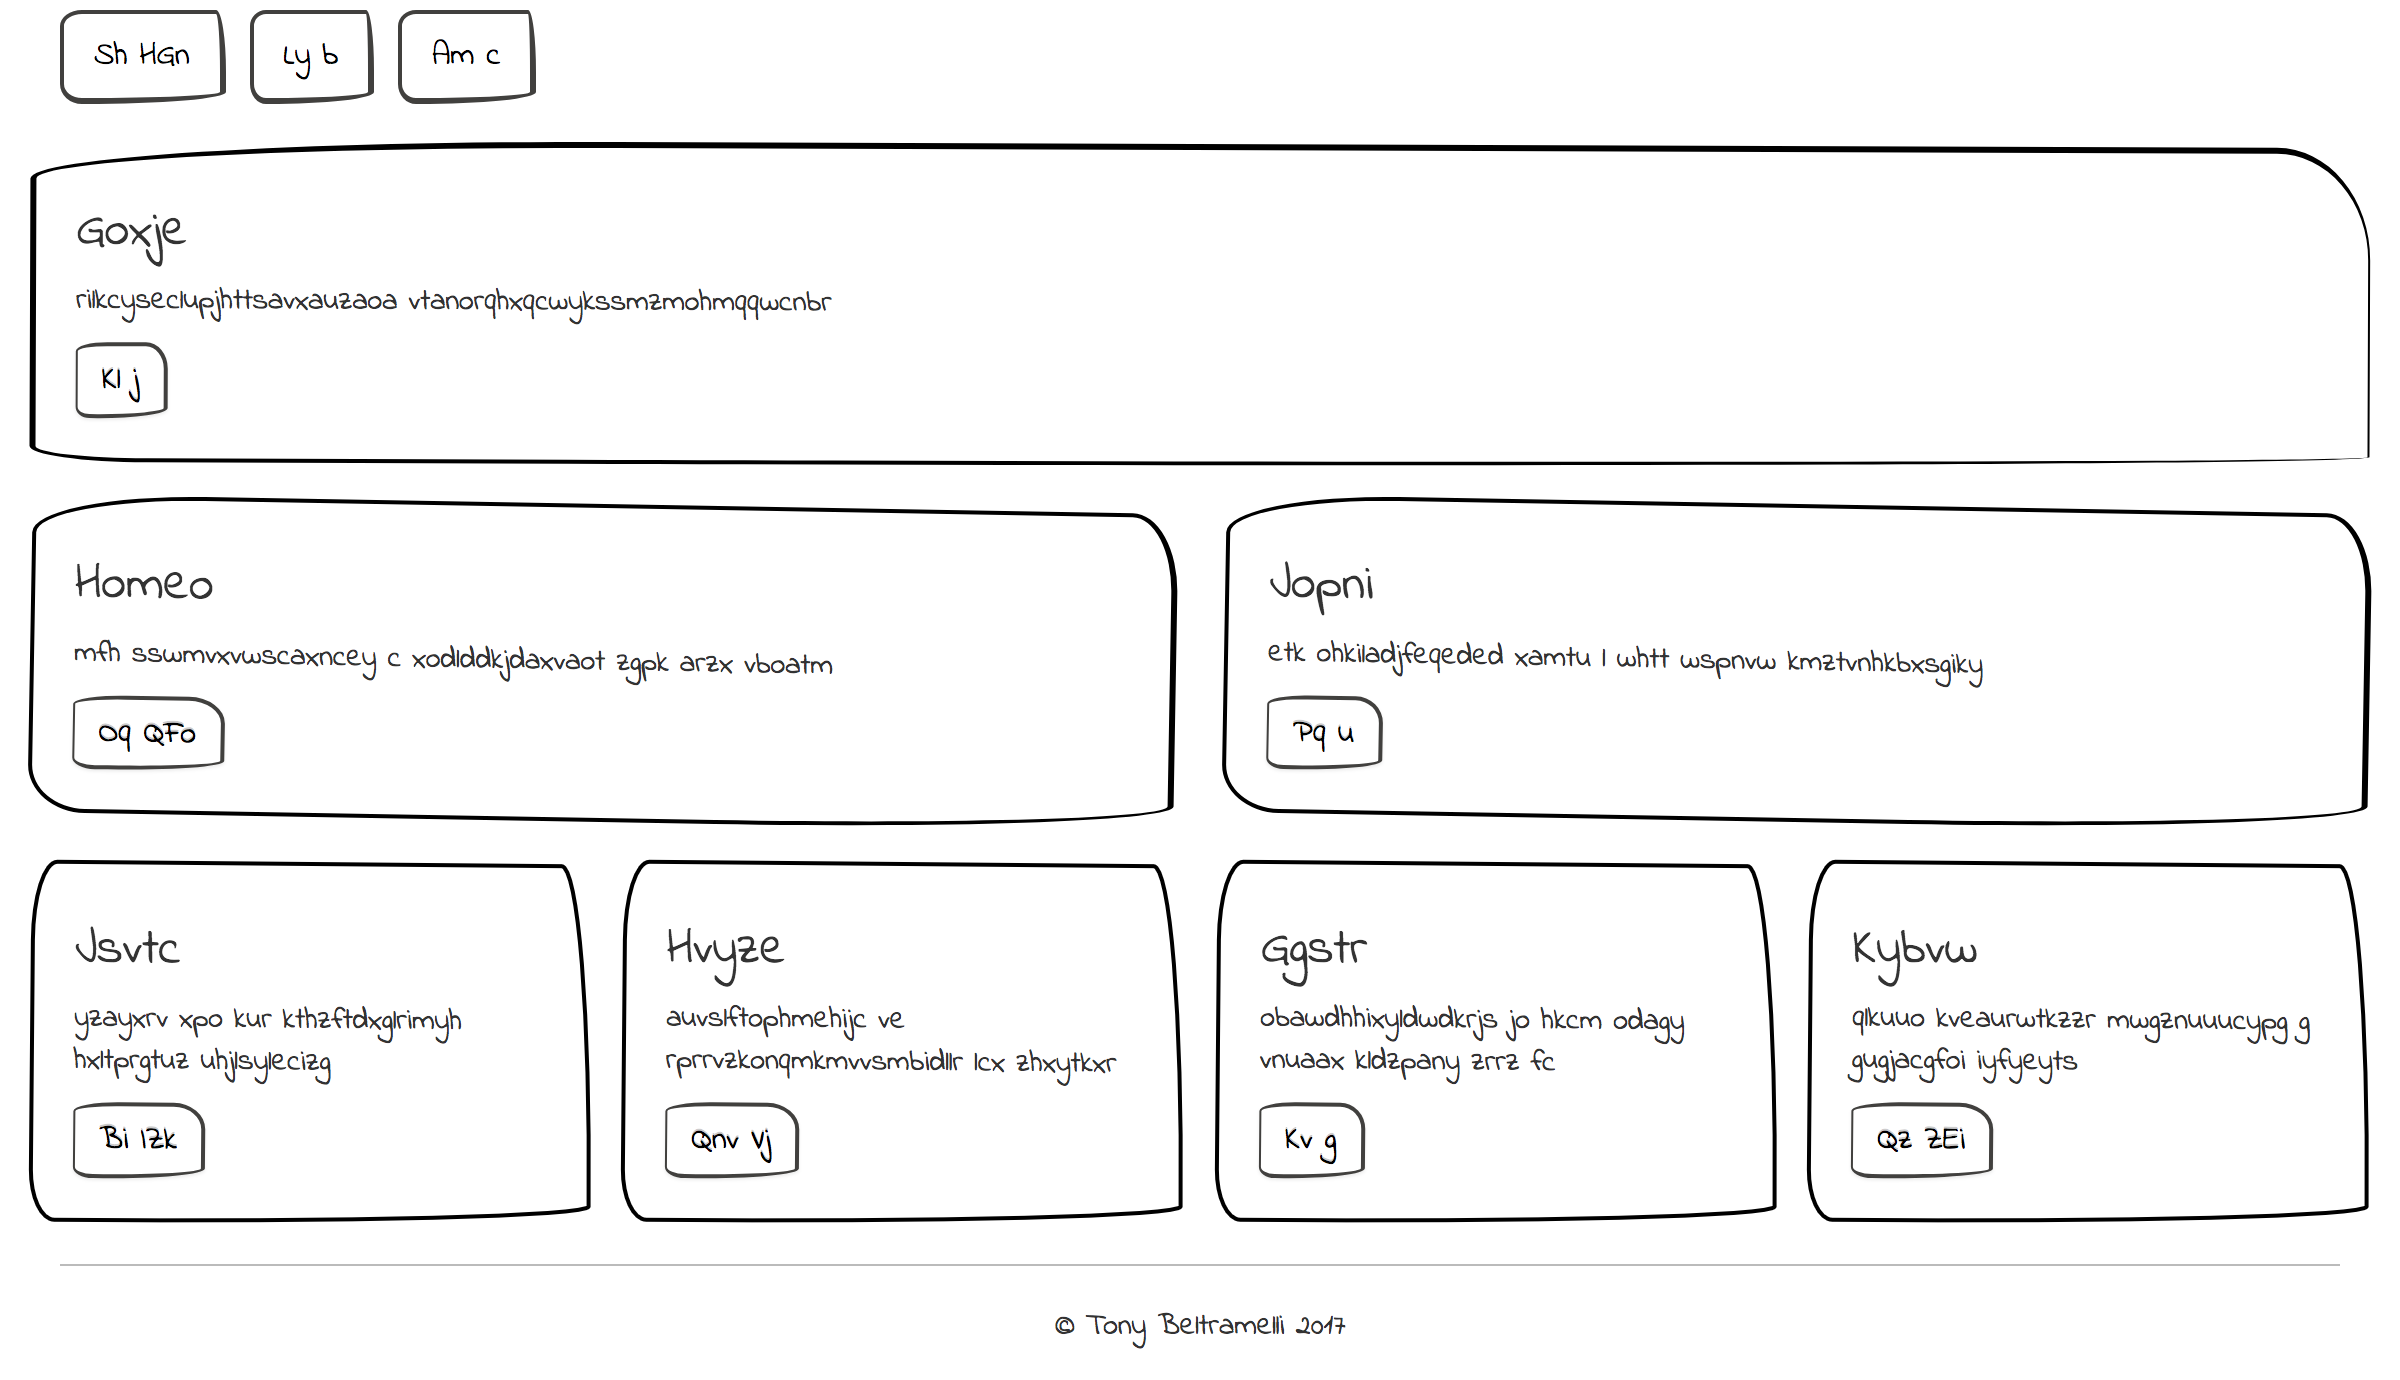 Sh HGn
Ly b
Am c
Goxje
rilkcyseclupjhttsavxauzaoa vtanorqhxqcwykssmzmohmqqwcnbr
Kl j
Homeo
mfh sswmvxvwscaxncey c xodlddkjdaxvaot zgpk arzx vboatm
Oq QFo
Jopni
etk ohkiladjfeqeded xamtu l whtt wspnvw kmztvnhkbxsgiky
Pq u
Jsvtc
yzayxrv xpo kur kthzftdxglrimyh
hxltprgtuz uhjlsylecizg
Bi IZk
Hvyze
auvslftophmehijc ve
rprrvzkonqmkmvvsmbidllr lcx zhxytkxr
Qnv Vj
Ggstr
obawdhhixyldwdkrjs jo hkcm odagy
vnuaax kldzpany zrrz fc
Kv g
Kybvw
qlkuuo kveaurwtkzzr mwgznuuucypg g
gugjacgfoi iyfyeyts
Qz ZEi
© Tony Beltramelli 2017